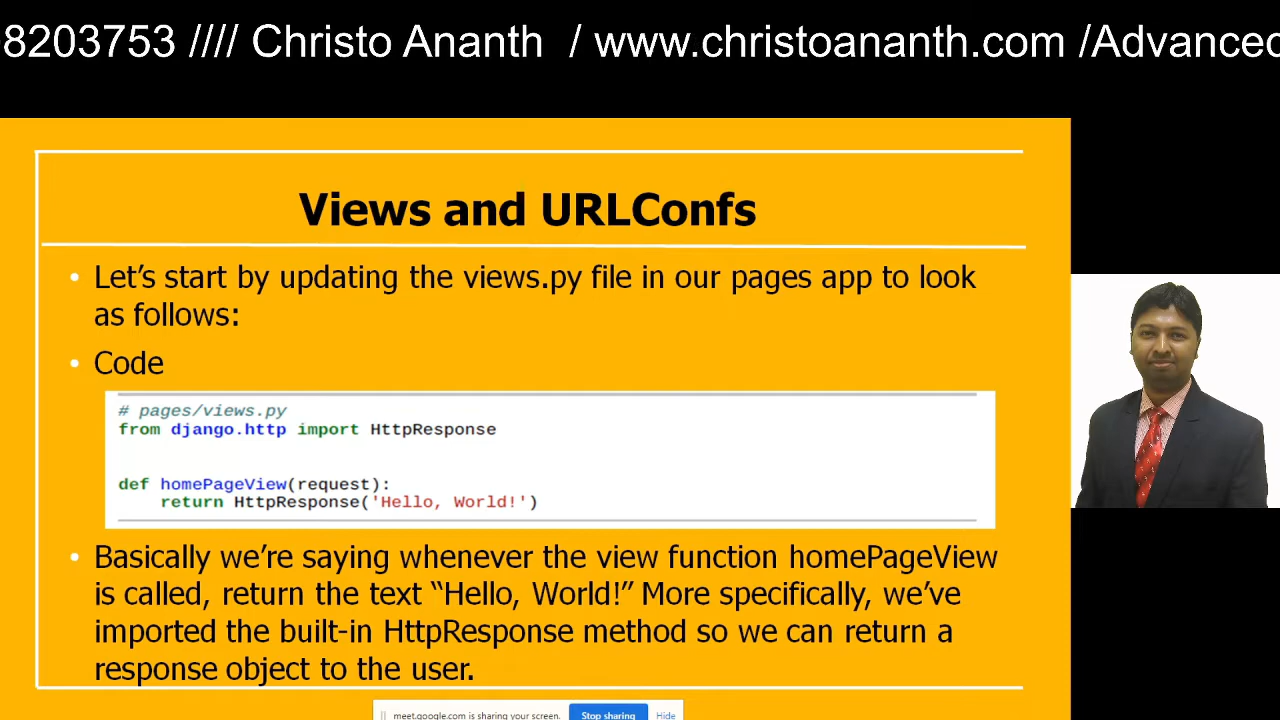 8203753 //// Christo Ananth / www.christoananth.com /Advanced
Views and URLConfs
• Let’s start by updating the views.py file in our pages app to look
as follows:
• Code
# pages/views.py
from django.http import HttpResponse
def homePageView(request):
return HttpResponse('Hello, World!')
• Basically we’re saying whenever the view function homePageView
is called, return the text “Hello, World!” More specifically, we’ve
imported the built-in HttpResponse method so we can return a
response object to the user.
meet.google.com is sharing your screen. Stop sharing Hide